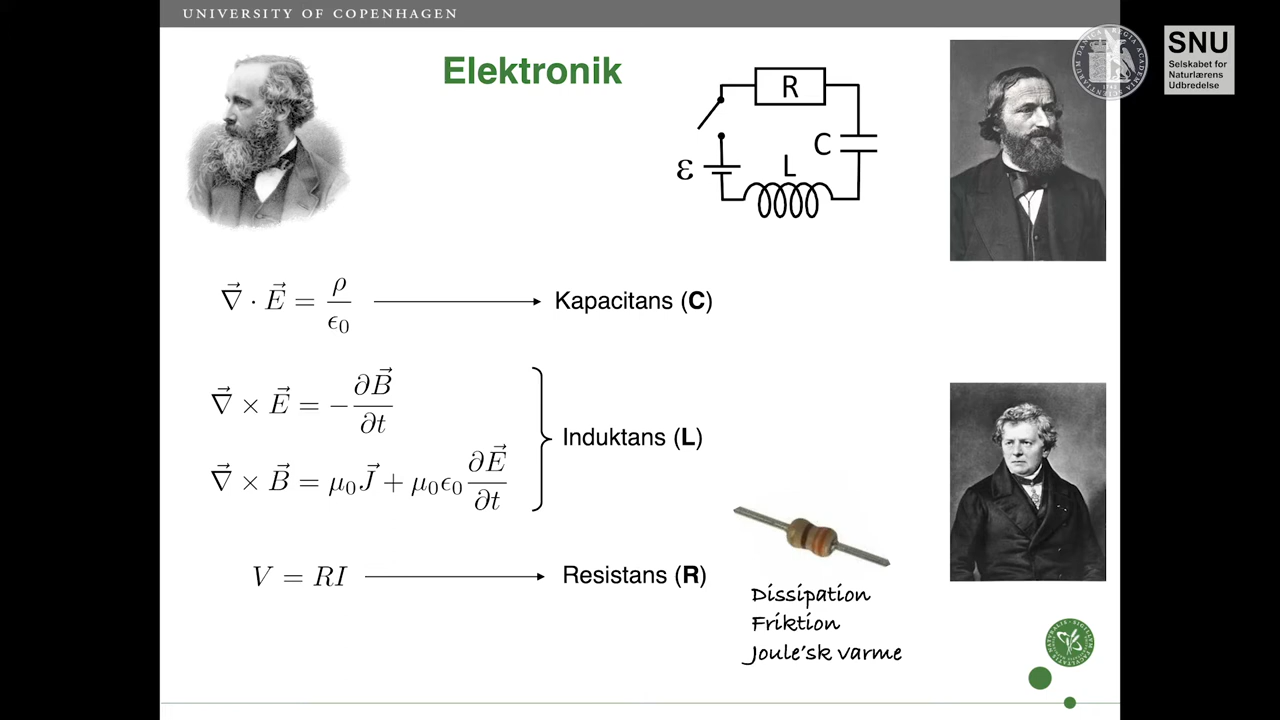 UNIVERSITY OF COPENHAGEN
SNU
Selskabet for
Naturlærens
Udbredelse
Elektronik
R
C
L
ε
∇⃗ · E⃗ = ρ/ϵ₀
Kapacitans (C)
∇⃗ × E⃗ = −∂B⃗/∂t
Induktans (L)
∇⃗ × B⃗ = μ₀J⃗ + μ₀ϵ₀ ∂E⃗/∂t
V = RI
Resistans (R)
Dissipation
Friktion
Joule'sk varme